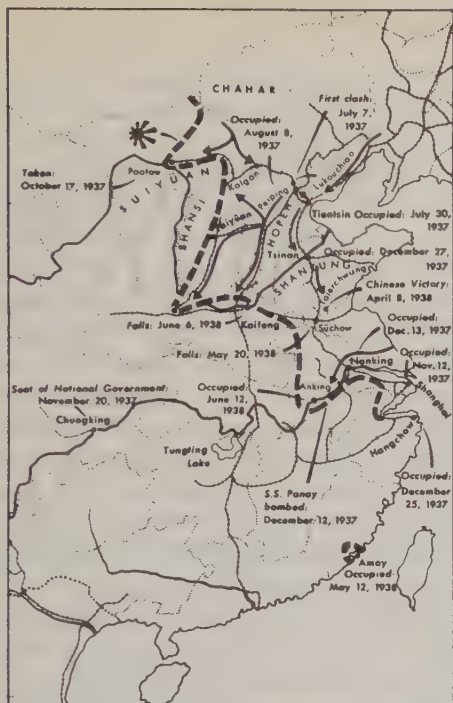 CHAHAR
First clash:
July 7,
1937
Occupied:
August 8,
1937
Taken:
October 17, 1937
Paotow
SUIYUAN
Kalgan
Peiping
Lukouchiao
HOPEH
SHANSI
Tientsin Occupied: July 30,
1937
Tsinan
Occupied: December 27,
1937
SHANTUNG
Taierchwung
Chinese Victory:
April 8, 1938
Falls: June 6, 1938
Kaifeng
Süchow
Falls: May 20, 1938
Occupied:
Dec. 13, 1937
Nanking
Occupied:
Nov. 12,
1937
Shanghai
Seat of National Government:
November 20, 1937
Chungking
Occupied:
June 12,
1938
Anking
Tungting
Lake
Hangchow
S.S. Panay
bombed:
December 12, 1937
Occupied:
December
25, 1937
Amoy
Occupied:
May 12, 1938